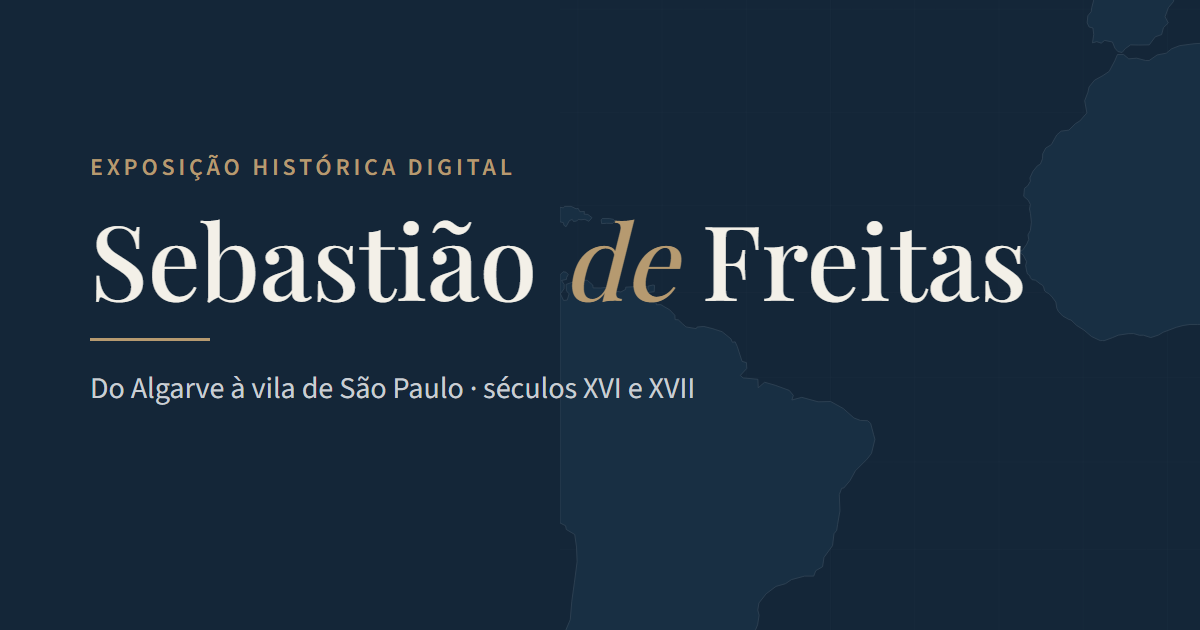 EXPOSIÇÃO HISTÓRICA DIGITAL
Sebastião de Freitas
Do Algarve à vila de São Paulo · séculos XVI e XVII